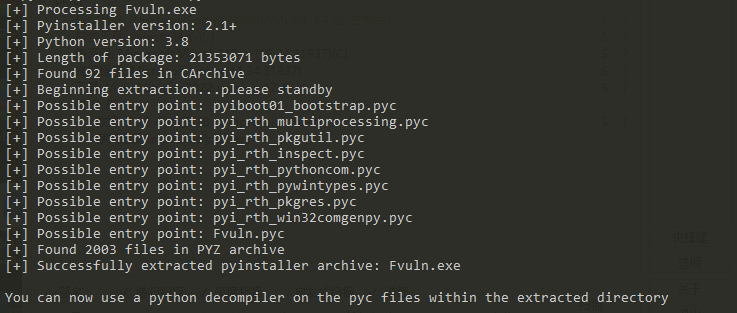 [+] Processing Fvuln.exe
[+] Pyinstaller version: 2.1+
[+] Python version: 3.8
[+] Length of package: 21353071 bytes
[+] Found 92 files in CArchive
[+] Beginning extraction...please standby
[+] Possible entry point: pyiboot01_bootstrap.pyc
[+] Possible entry point: pyi_rth_multiprocessing.pyc
[+] Possible entry point: pyi_rth_pkgutil.pyc
[+] Possible entry point: pyi_rth_inspect.pyc
[+] Possible entry point: pyi_rth_pythoncom.pyc
[+] Possible entry point: pyi_rth_pywintypes.pyc
[+] Possible entry point: pyi_rth_pkgres.pyc
[+] Possible entry point: pyi_rth_win32comgenpy.pyc
[+] Possible entry point: Fvuln.pyc
[+] Found 2003 files in PYZ archive
[+] Successfully extracted pyinstaller archive: Fvuln.exe
You can now use a python decompiler on the pyc files within the extracted directory